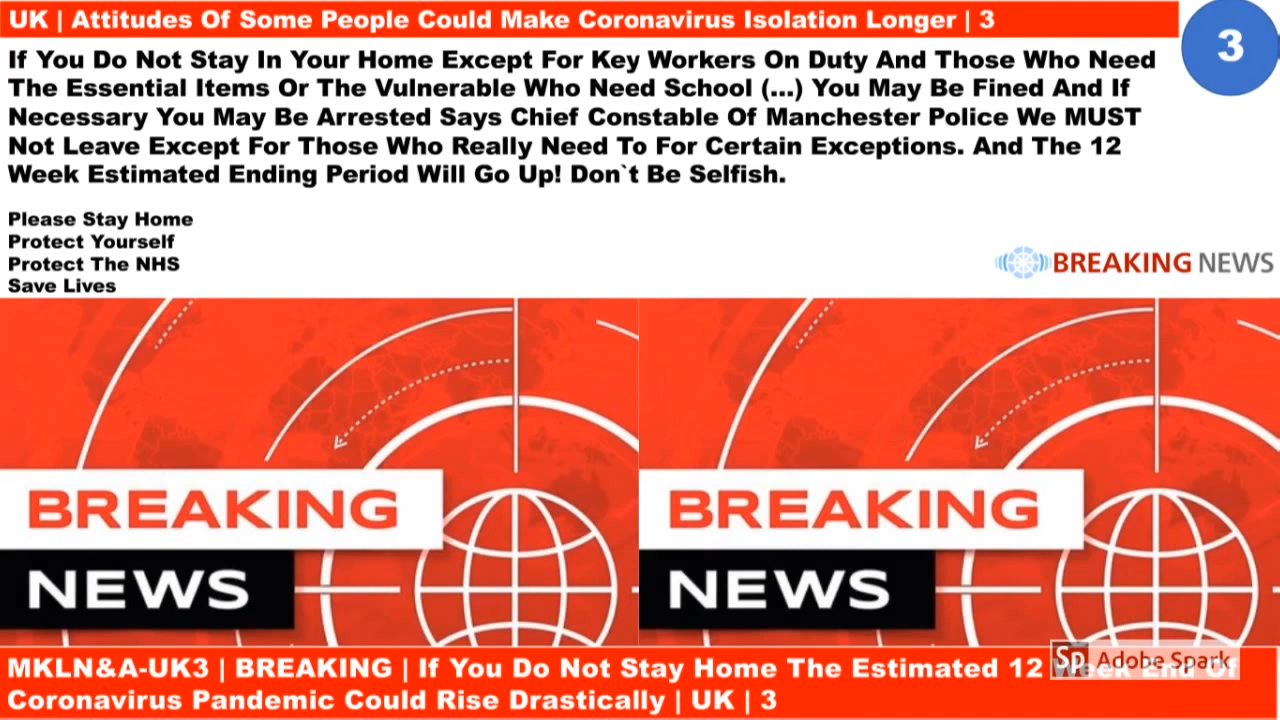 UK | Attitudes Of Some People Could Make Coronavirus Isolation Longer | 3
3
If You Do Not Stay In Your Home Except For Key Workers On Duty And Those Who Need
The Essential Items Or The Vulnerable Who Need School (...) You May Be Fined And If
Necessary You May Be Arrested Says Chief Constable Of Manchester Police We MUST
Not Leave Except For Those Who Really Need To For Certain Exceptions. And The 12
Week Estimated Ending Period Will Go Up! Don`t Be Selfish.
Please Stay Home
Protect Yourself
Protect The NHS
Save Lives
BREAKING NEWS
BREAKING
NEWS
BREAKING
NEWS
MKLN&A-UK3 | BREAKING | If You Do Not Stay Home The Estimated 12 Week End Of
Coronavirus Pandemic Could Rise Drastically | UK | 3
Sp Adobe Spark